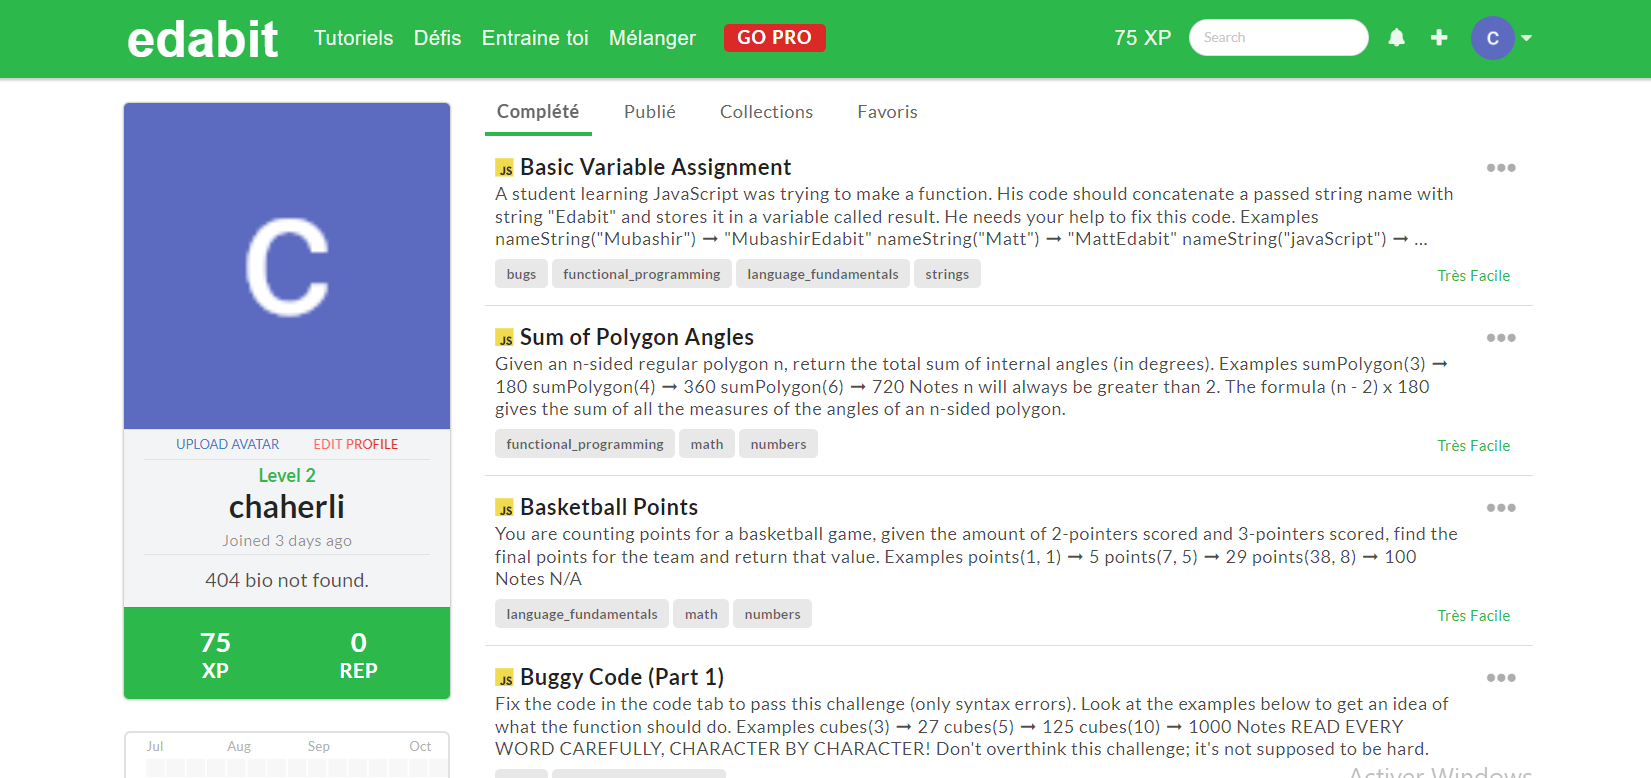 edabit Tutoriels Défis Entraine toi Mélanger GO PRO 75 XP Search C
C
UPLOAD AVATAR EDIT PROFILE
Level 2
chaherli
Joined 3 days ago
404 bio not found.
75 0
XP REP
Jul Aug Sep Oct
Complété Publié Collections Favoris
JS Basic Variable Assignment
A student learning JavaScript was trying to make a function. His code should concatenate a passed string name with
string "Edabit" and stores it in a variable called result. He needs your help to fix this code. Examples
nameString("Mubashir") ➞ "MubashirEdabit" nameString("Matt") ➞ "MattEdabit" nameString("javaScript") ➞ ...
bugs functional_programming language_fundamentals strings
Très Facile
JS Sum of Polygon Angles
Given an n-sided regular polygon n, return the total sum of internal angles (in degrees). Examples sumPolygon(3) ➞
180 sumPolygon(4) ➞ 360 sumPolygon(6) ➞ 720 Notes n will always be greater than 2. The formula (n - 2) x 180
gives the sum of all the measures of the angles of an n-sided polygon.
functional_programming math numbers
Très Facile
JS Basketball Points
You are counting points for a basketball game, given the amount of 2-pointers scored and 3-pointers scored, find the
final points for the team and return that value. Examples points(1, 1) ➞ 5 points(7, 5) ➞ 29 points(38, 8) ➞ 100
Notes N/A
language_fundamentals math numbers
Très Facile
JS Buggy Code (Part 1)
Fix the code in the code tab to pass this challenge (only syntax errors). Look at the examples below to get an idea of
what the function should do. Examples cubes(3) ➞ 27 cubes(5) ➞ 125 cubes(10) ➞ 1000 Notes READ EVERY
WORD CAREFULLY, CHARACTER BY CHARACTER! Don't overthink this challenge; it's not supposed to be hard.
Activer Windows